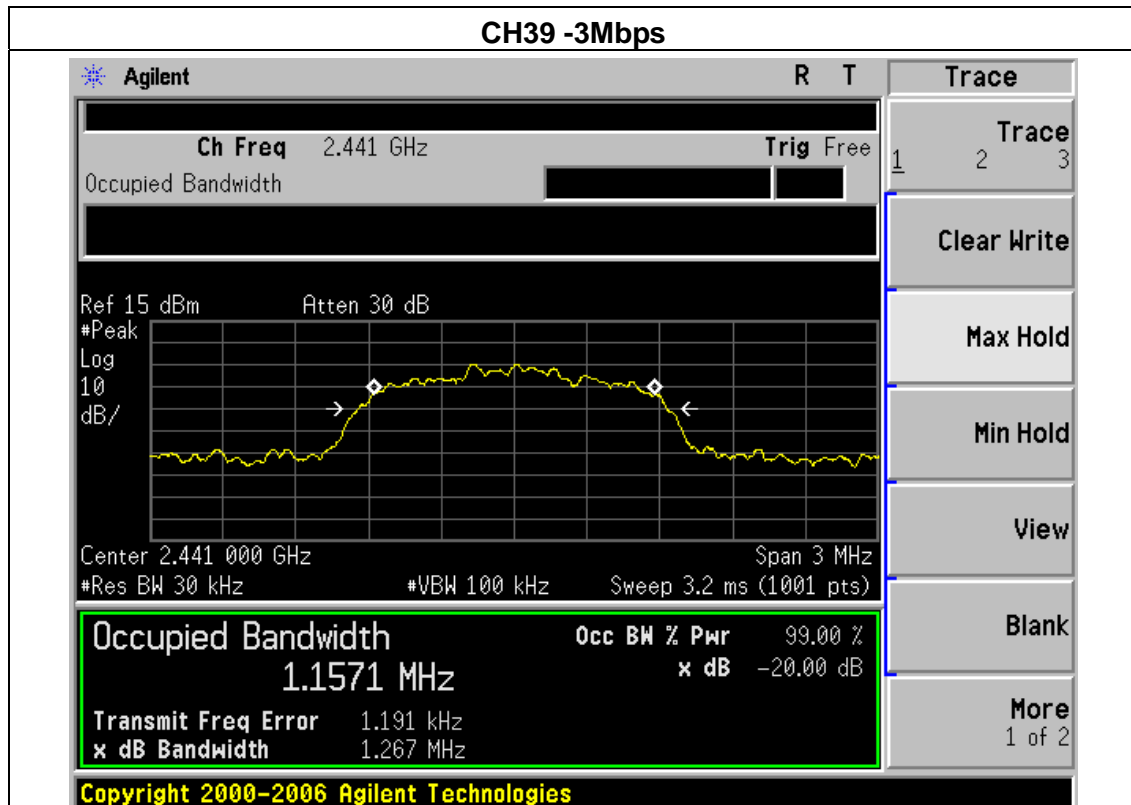 CH39 -3Mbps
Agilent R T
Trace
Ch Freq 2.441 GHz Trig Free
Occupied Bandwidth
Trace
1 2 3
Clear Write
Max Hold
Min Hold
View
Blank
More
1 of 2
Ref 15 dBm Atten 30 dB
#Peak
Log
10
dB/
Center 2.441 000 GHz Span 3 MHz
#Res BW 30 kHz #VBW 100 kHz Sweep 3.2 ms (1001 pts)
Occupied Bandwidth Occ BW % Pwr 99.00 %
1.1571 MHz x dB -20.00 dB
Transmit Freq Error 1.191 kHz
x dB Bandwidth 1.267 MHz
Copyright 2000-2006 Agilent Technologies